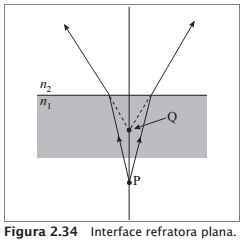 n₂
n₁
Q
P
Figura 2.34 Interface refratora plana.